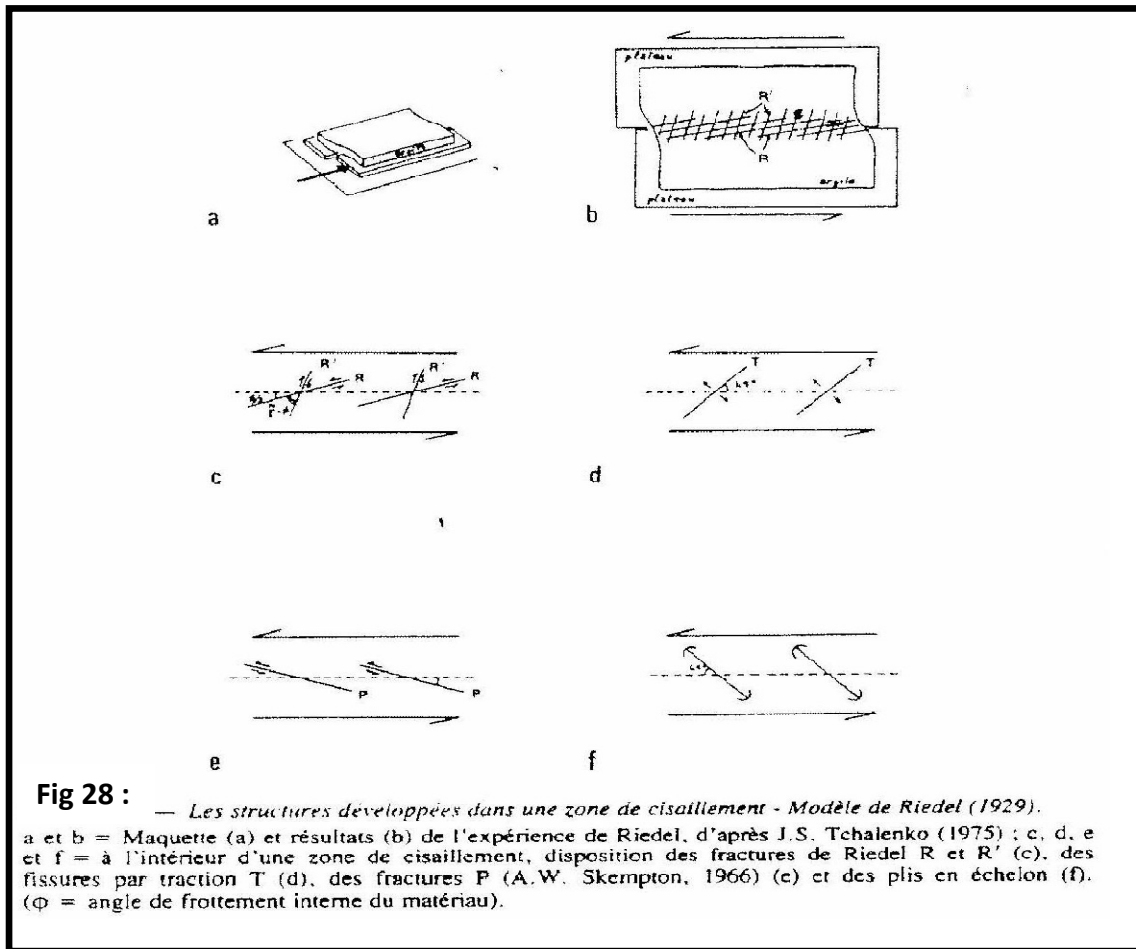 plateau
R'
R
argile
plateau
a
b
R'
R
R'
R
φ/2
T
45°
T
c
d
P
P
45°
e
f
Fig 28 :
— Les structures développées dans une zone de cisaillement - Modèle de Riedel (1929).
a et b = Maquette (a) et résultats (b) de l'expérience de Riedel, d'après J.S. Tchalenko (1975) ; c, d, e
et f = à l'intérieur d'une zone de cisaillement, disposition des fractures de Riedel R et R' (c), des
fissures par traction T (d), des fractures P (A.W. Skempton, 1966) (e) et des plis en échelon (f).
(φ = angle de frottement interne du matériau).